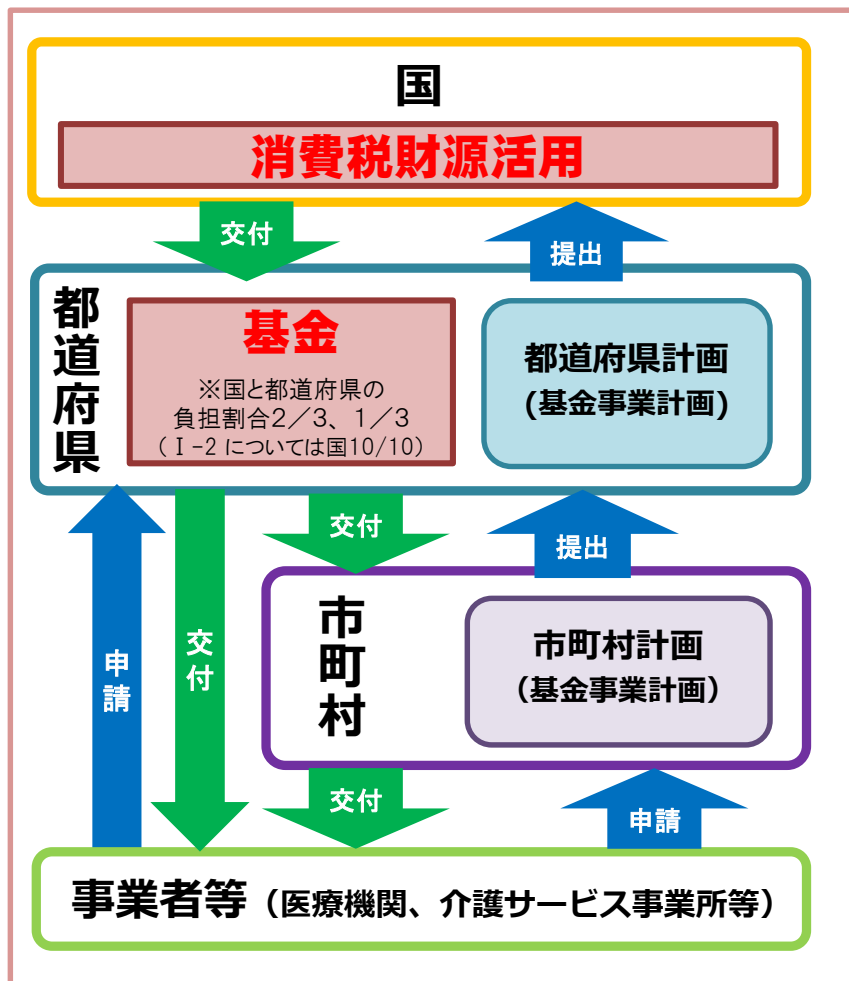 国
消費税財源活用
交付
提出
都道府県
基金
※国と都道府県の
負担割合2／3、1／3
(Ⅰ-2 については国10/10)
都道府県計画
(基金事業計画)
交付
提出
申請
交付
市町村
市町村計画
（基金事業計画）
交付
申請
事業者等（医療機関、介護サービス事業所等）